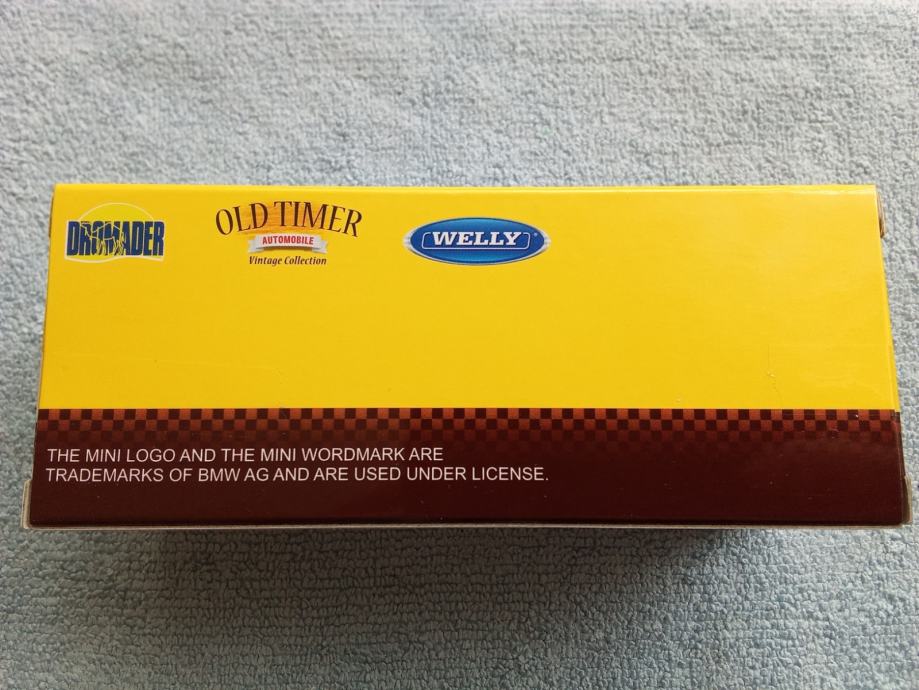 DROMADER
OLD TIMER
AUTOMOBILE
Vintage Collection
WELLY
THE MINI LOGO AND THE MINI WORDMARK ARE
TRADEMARKS OF BMW AG AND ARE USED UNDER LICENSE.